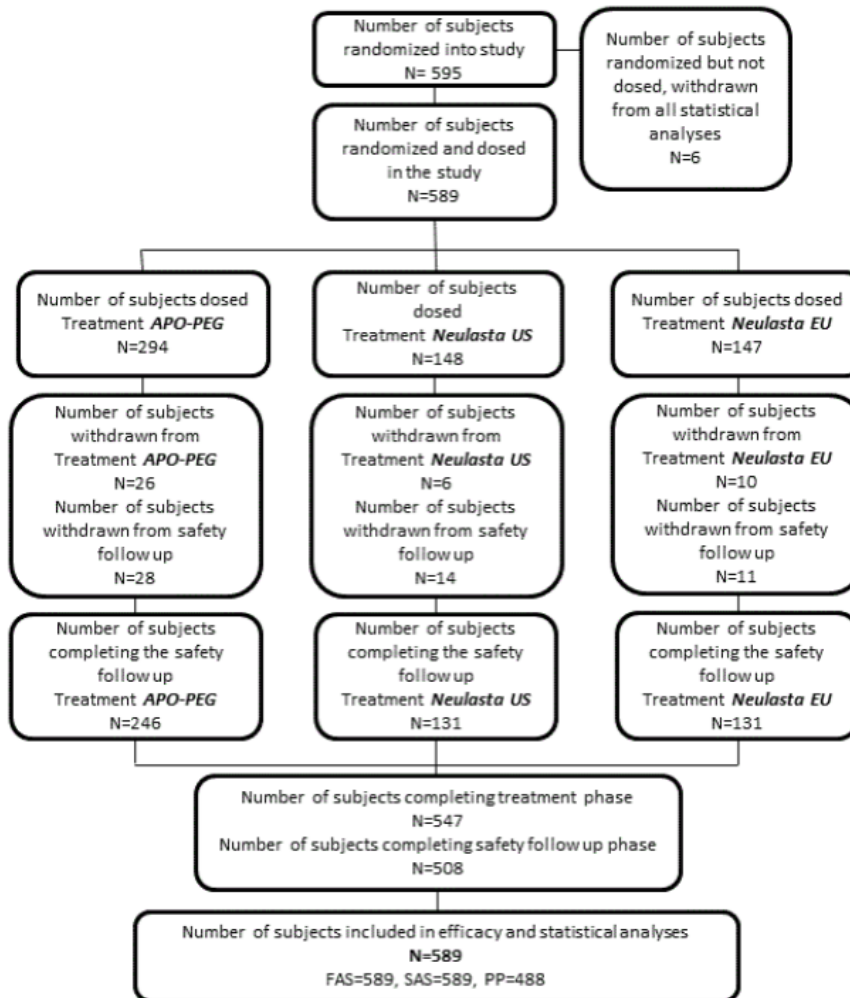 Number of subjects
randomized into study
N= 595
Number of subjects
randomized but not
dosed, withdrawn
from all statistical
analyses
N=6
Number of subjects
randomized and dosed
in the study
N=589
Number of subjects dosed
Treatment APO-PEG
N=294
Number of subjects
dosed
Treatment Neulasta US
N=148
Number of subjects dosed
Treatment Neulasta EU
N=147
Number of subjects
withdrawn from
Treatment APO-PEG
N=26
Number of subjects
withdrawn from safety
follow up
N=28
Number of subjects
withdrawn from
Treatment Neulasta US
N=6
Number of subjects
withdrawn from safety
follow up
N=14
Number of subjects
withdrawn from
Treatment Neulasta EU
N=10
Number of subjects
withdrawn from safety
follow up
N=11
Number of subjects
completing the safety
follow up
Treatment APO-PEG
N=246
Number of subjects
completing the safety
follow up
Treatment Neulasta US
N=131
Number of subjects
completing the safety
follow up
Treatment Neulasta EU
N=131
Number of subjects completing treatment phase
N=547
Number of subjects completing safety follow up phase
N=508
Number of subjects included in efficacy and statistical analyses
N=589
FAS=589, SAS=589, PP=488